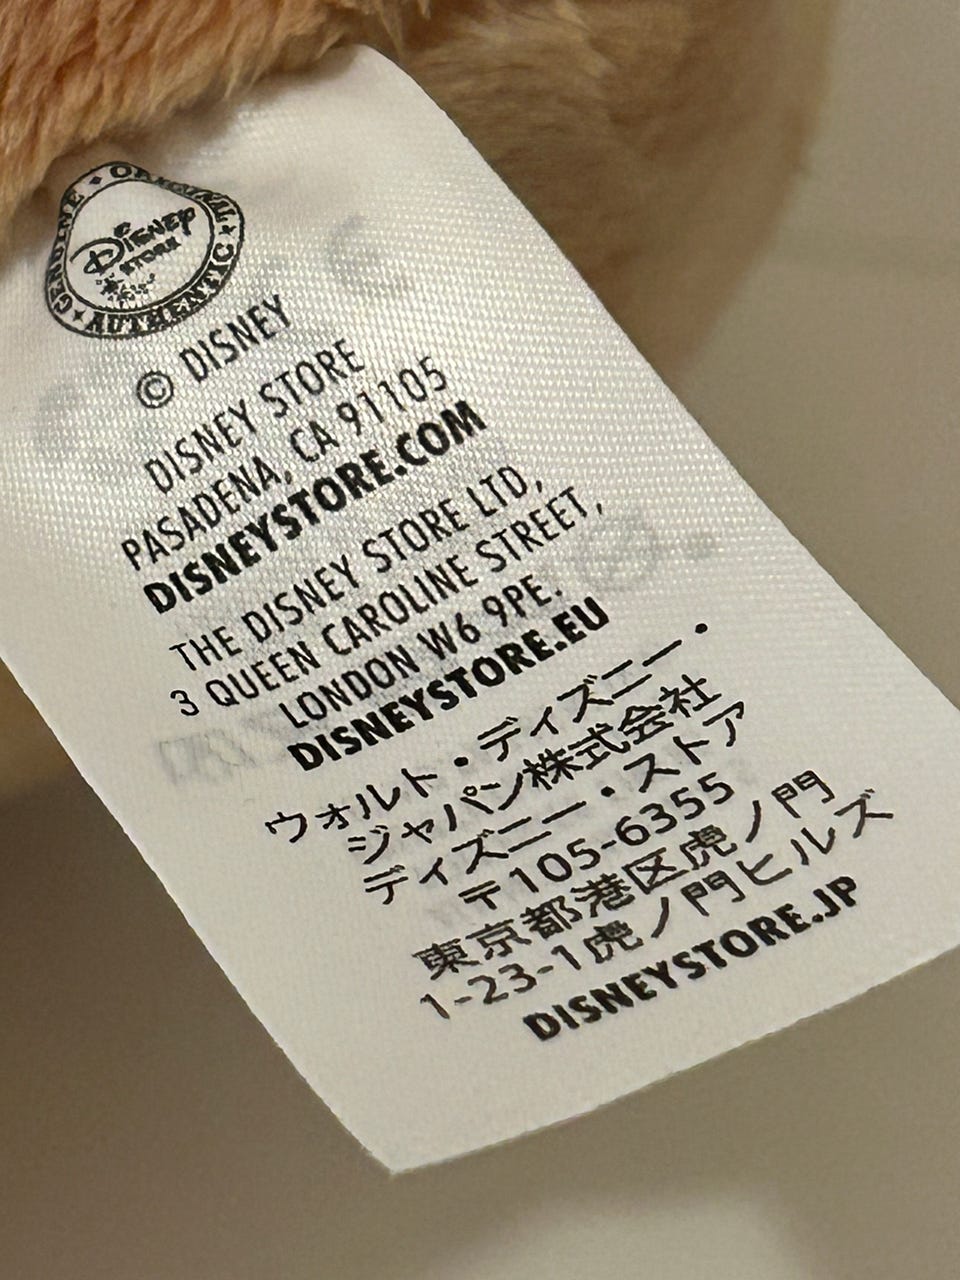 GENUINE ✦ ORIGINAL ✦ AUTHENTIC ✦
Disney
STORE
© DISNEY
DISNEY STORE
PASADENA, CA 91105
DISNEYSTORE.COM
THE DISNEY STORE LTD,
3 QUEEN CAROLINE STREET,
LONDON W6 9PE.
DISNEYSTORE.EU
ウォルト・ディズニー・
ジャパン株式会社
ディズニー・ストア
〒105-6355
東京都港区虎ノ門
1-23-1虎ノ門ヒルズ
DISNEYSTORE.JP